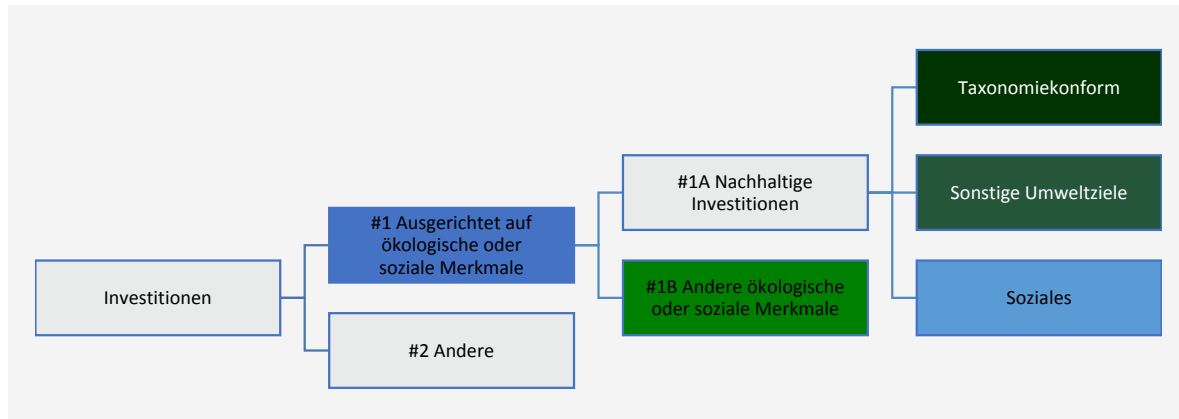 Investitionen
#1 Ausgerichtet auf
ökologische oder
soziale Merkmale
#2 Andere
#1A Nachhaltige
Investitionen
#1B Andere ökologische
oder soziale Merkmale
Taxonomiekonform
Sonstige Umweltziele
Soziales